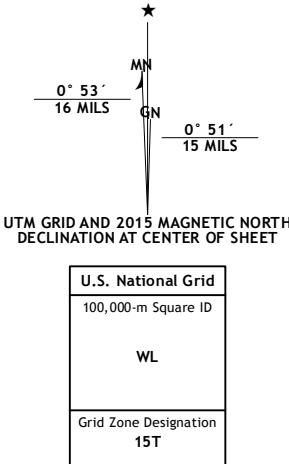 ★
MN
0° 53´
16 MILS
GN
0° 51´
15 MILS
UTM GRID AND 2015 MAGNETIC NORTH
DECLINATION AT CENTER OF SHEET
U.S. National Grid
100,000-m Square ID
WL
Grid Zone Designation
15T